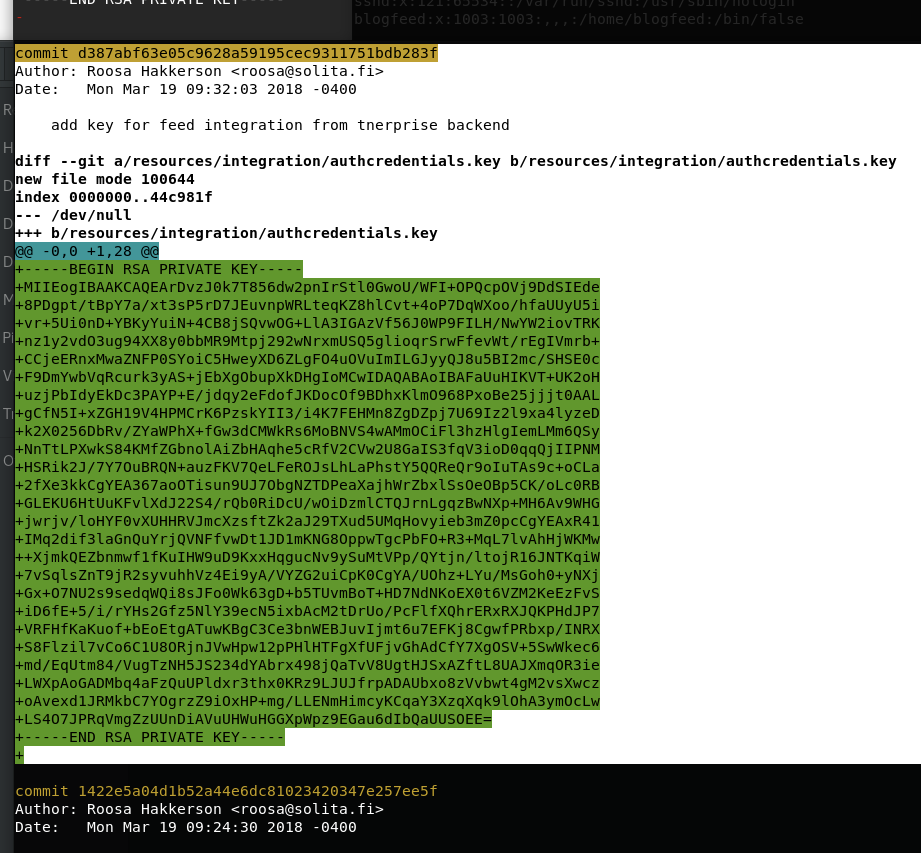 -----END RSA PRIVATE KEY-----
-
sshd:x:121:65534::/var/run/sshd:/usr/sbin/nologin
blogfeed:x:1003:1003:,,,:/home/blogfeed:/bin/false
commit d387abf63e05c9628a59195cec9311751bdb283f
Author: Roosa Hakkerson <roosa@solita.fi>
Date:   Mon Mar 19 09:32:03 2018 -0400
add key for feed integration from tnerprise backend
diff --git a/resources/integration/authcredentials.key b/resources/integration/authcredentials.key
new file mode 100644
index 0000000..44c981f
--- /dev/null
+++ b/resources/integration/authcredentials.key
@@ -0,0 +1,28 @@
+-----BEGIN RSA PRIVATE KEY-----
+MIIEogIBAAKCAQEArDvzJ0k7T856dw2pnIrStl0GwoU/WFI+OPQcpOVj9DdSIEde
+8PDgpt/tBpY7a/xt3sP5rD7JEuvnpWRLteqKZ8hlCvt+4oP7DqWXoo/hfaUUyU5i
+vr+5Ui0nD+YBKyYuiN+4CB8jSQvwOG+LlA3IGAzVf56J0WP9FILH/NwYW2iovTRK
+nz1y2vdO3ug94XX8y0bbMR9Mtpj292wNrxmUSQ5glioqrSrwFfevWt/rEgIVmrb+
+CCjeERnxMwaZNFP0SYoiC5HweyXD6ZLgFO4uOVuImILGJyyQJ8u5BI2mc/SHSE0c
+F9DmYwbVqRcurk3yAS+jEbXgObupXkDHgIoMCwIDAQABAoIBAFaUuHIKVT+UK2oH
+uzjPbIdyEkDc3PAYP+E/jdqy2eFdofJKDocOf9BDhxKlmO968PxoBe25jjjt0AAL
+gCfN5I+xZGH19V4HPMCrK6PzskYII3/i4K7FEHMn8ZgDZpj7U69Iz2l9xa4lyzeD
+k2X0256DbRv/ZYaWPhX+fGw3dCMWkRs6MoBNVS4wAMmOCiFl3hzHlgIemLMm6QSy
+NnTtLPXwkS84KMfZGbnolAiZbHAqhe5cRfV2CVw2U8GaIS3fqV3ioD0qqQjIIPNM
+HSRik2J/7Y7OuBRQN+auzFKV7QeLFeROJsLhLaPhstY5QQReQr9oIuTAs9c+oCLa
+2fXe3kkCgYEA367aoOTisun9UJ7ObgNZTDPeaXajhWrZbxlSsOeOBp5CK/oLc0RB
+GLEKU6HtUuKFvlXdJ22S4/rQb0RiDcU/wOiDzmlCTQJrnLgqzBwNXp+MH6Av9WHG
+jwrjv/loHYF0vXUHHRVJmcXzsftZk2aJ29TXud5UMqHovyieb3mZ0pcCgYEAxR41
+IMq2dif3laGnQuYrjQVNFfvwDt1JD1mKNG8OppwTgcPbFO+R3+MqL7lvAhHjWKMw
++XjmkQEZbnmwf1fKuIHW9uD9KxxHqgucNv9ySuMtVPp/QYtjn/ltojR16JNTKqiW
+7vSqlsZnT9jR2syvuhhVz4Ei9yA/VYZG2uiCpK0CgYA/UOhz+LYu/MsGoh0+yNXj
+Gx+O7NU2s9sedqWQi8sJFo0Wk63gD+b5TUvmBoT+HD7NdNKoEX0t6VZM2KeEzFvS
+iD6fE+5/i/rYHs2Gfz5NlY39ecN5ixbAcM2tDrUo/PcFlfXQhrERxRXJQKPHdJP7
+VRFHfKaKuof+bEoEtgATuwKBgC3Ce3bnWEBJuvIjmt6u7EFKj8CgwfPRbxp/INRX
+S8Flzil7vCo6C1U8ORjnJVwHpw12pPHlHTFgXfUFjvGhAdCfY7XgOSV+5SwWkec6
+md/EqUtm84/VugTzNH5JS234dYAbrx498jQaTvV8UgtHJSxAZftL8UAJXmqOR3ie
+LWXpAoGADMbq4aFzQuUPldxr3thx0KRz9LJUJfrpADAUbxo8zVvbwt4gM2vsXwcz
+oAvexd1JRMkbC7YOgrzZ9iOxHP+mg/LLENmHimcyKCqaY3XzqXqk9lOhA3ymOcLw
+LS4O7JPRqVmgZzUUnDiAVuUHWuHGGXpWpz9EGau6dIbQaUUSOEE=
+-----END RSA PRIVATE KEY-----
+
commit 1422e5a04d1b52a44e6dc81023420347e257ee5f
Author: Roosa Hakkerson <roosa@solita.fi>
Date:   Mon Mar 19 09:24:30 2018 -0400